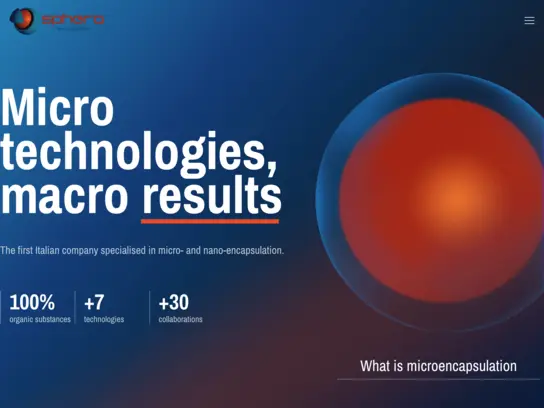 Micro
technologies,
macro results
The first Italian company specialised in micro- and nano-encapsulation.
100%
organic substances
+7
technologies
+30
collaborations
What is microencapsulation